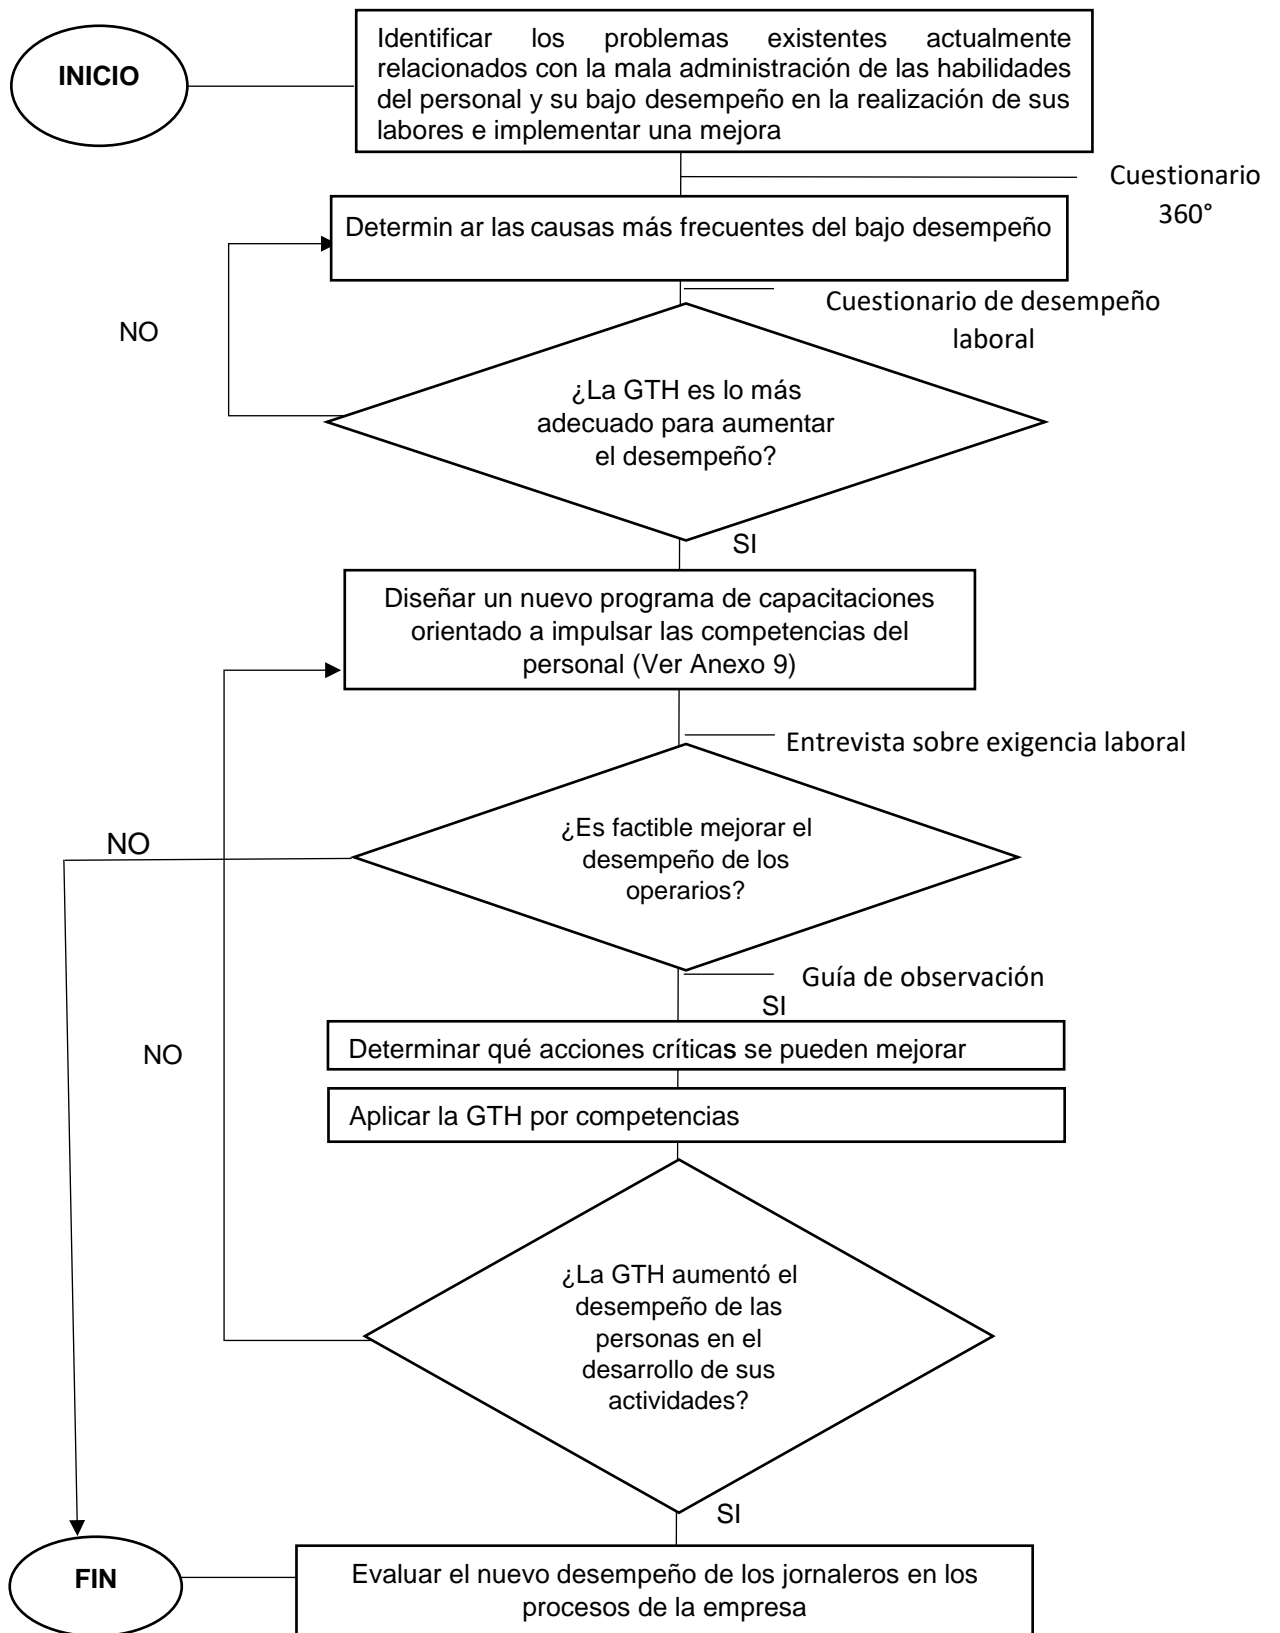 INICIO
Identificar los problemas existentes actualmente
relacionados con la mala administración de las habilidades
del personal y su bajo desempeño en la realización de sus
labores e implementar una mejora
Cuestionario
360°
Determin ar las causas más frecuentes del bajo desempeño
Cuestionario de desempeño
laboral
NO
¿La GTH es lo más
adecuado para aumentar
el desempeño?
SI
Diseñar un nuevo programa de capacitaciones
orientado a impulsar las competencias del
personal (Ver Anexo 9)
Entrevista sobre exigencia laboral
NO
¿Es factible mejorar el
desempeño de los
operarios?
Guía de observación
SI
NO
Determinar qué acciones críticas se pueden mejorar
Aplicar la GTH por competencias
¿La GTH aumentó el
desempeño de las
personas en el
desarrollo de sus
actividades?
SI
FIN
Evaluar el nuevo desempeño de los jornaleros en los
procesos de la empresa